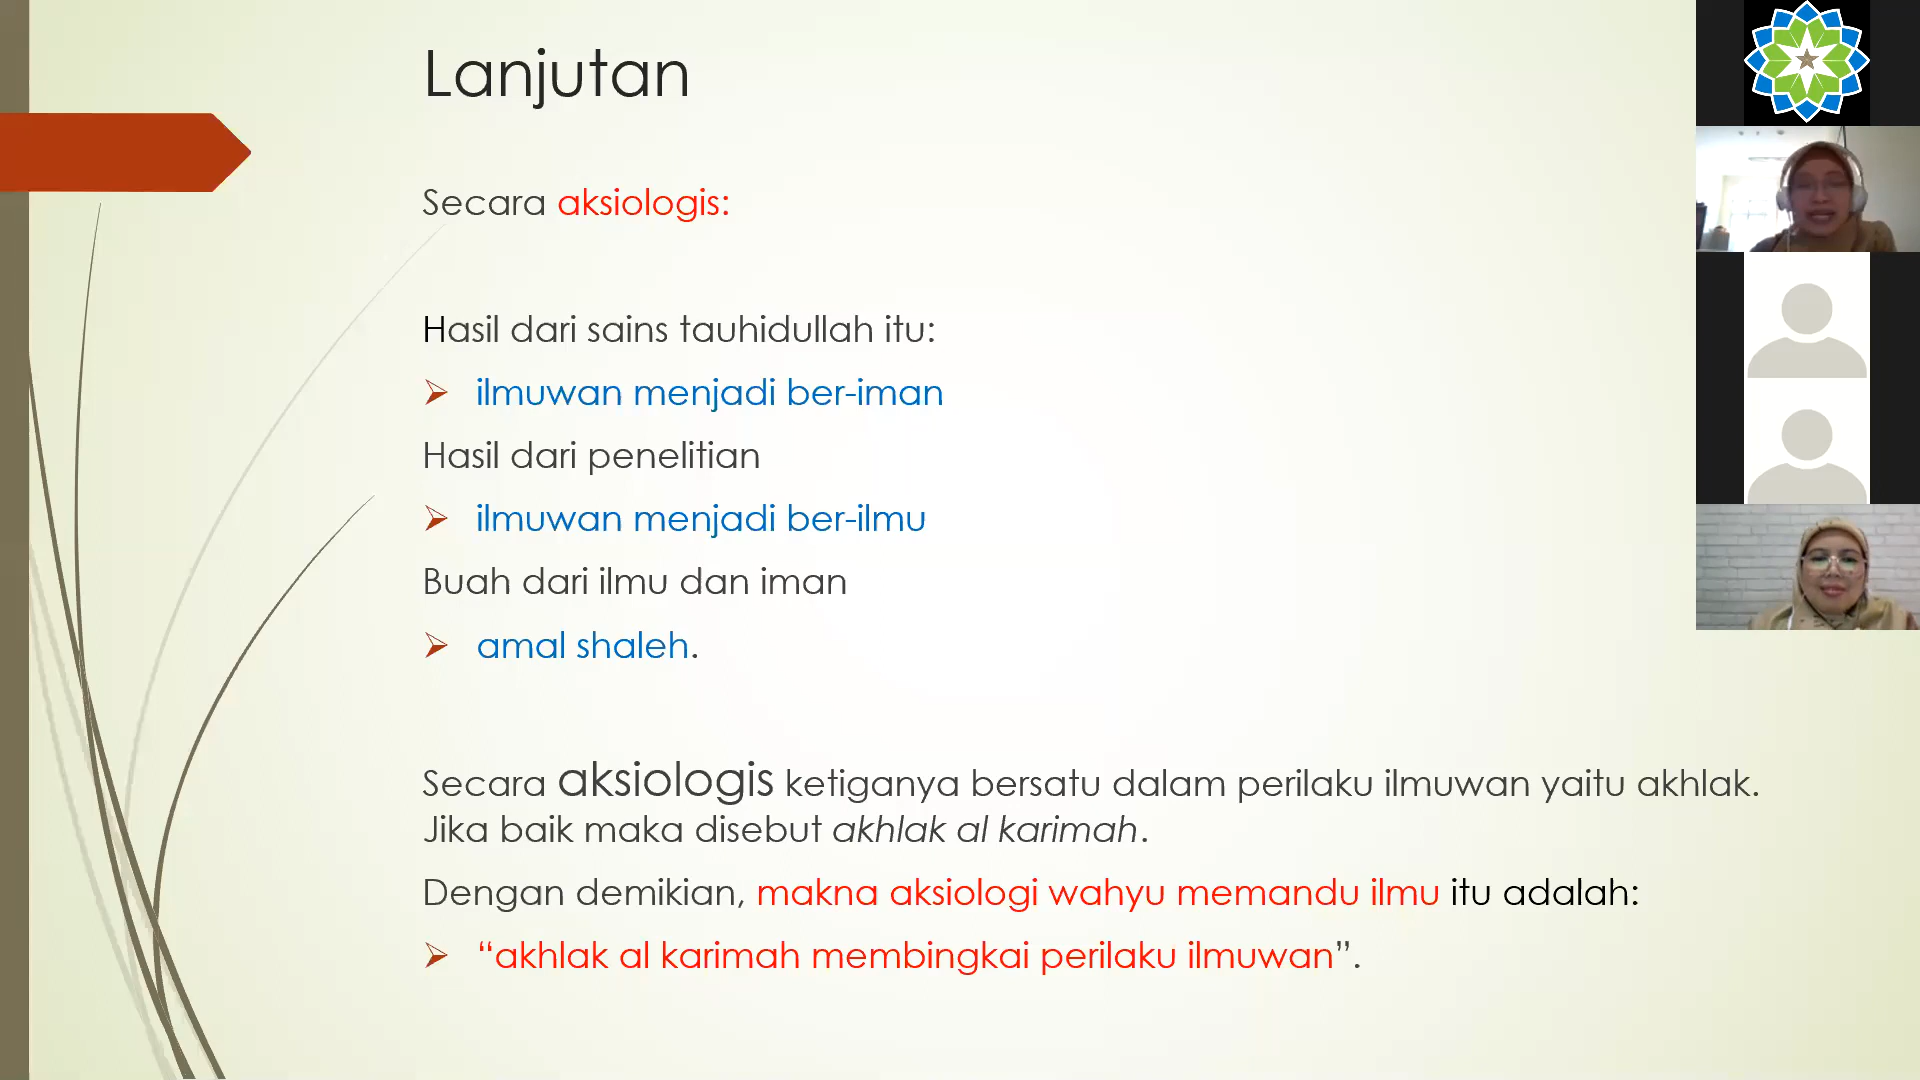 Lanjutan
Secara aksiologis:
Hasil dari sains tauhidullah itu:
ilmuwan menjadi ber-iman
Hasil dari penelitian
ilmuwan menjadi ber-ilmu
Buah dari ilmu dan iman
amal shaleh.
Secara aksiologis ketiganya bersatu dalam perilaku ilmuwan yaitu akhlak.
Jika baik maka disebut akhlak al karimah.
Dengan demikian, makna aksiologi wahyu memandu ilmu itu adalah:
“akhlak al karimah membingkai perilaku ilmuwan”.